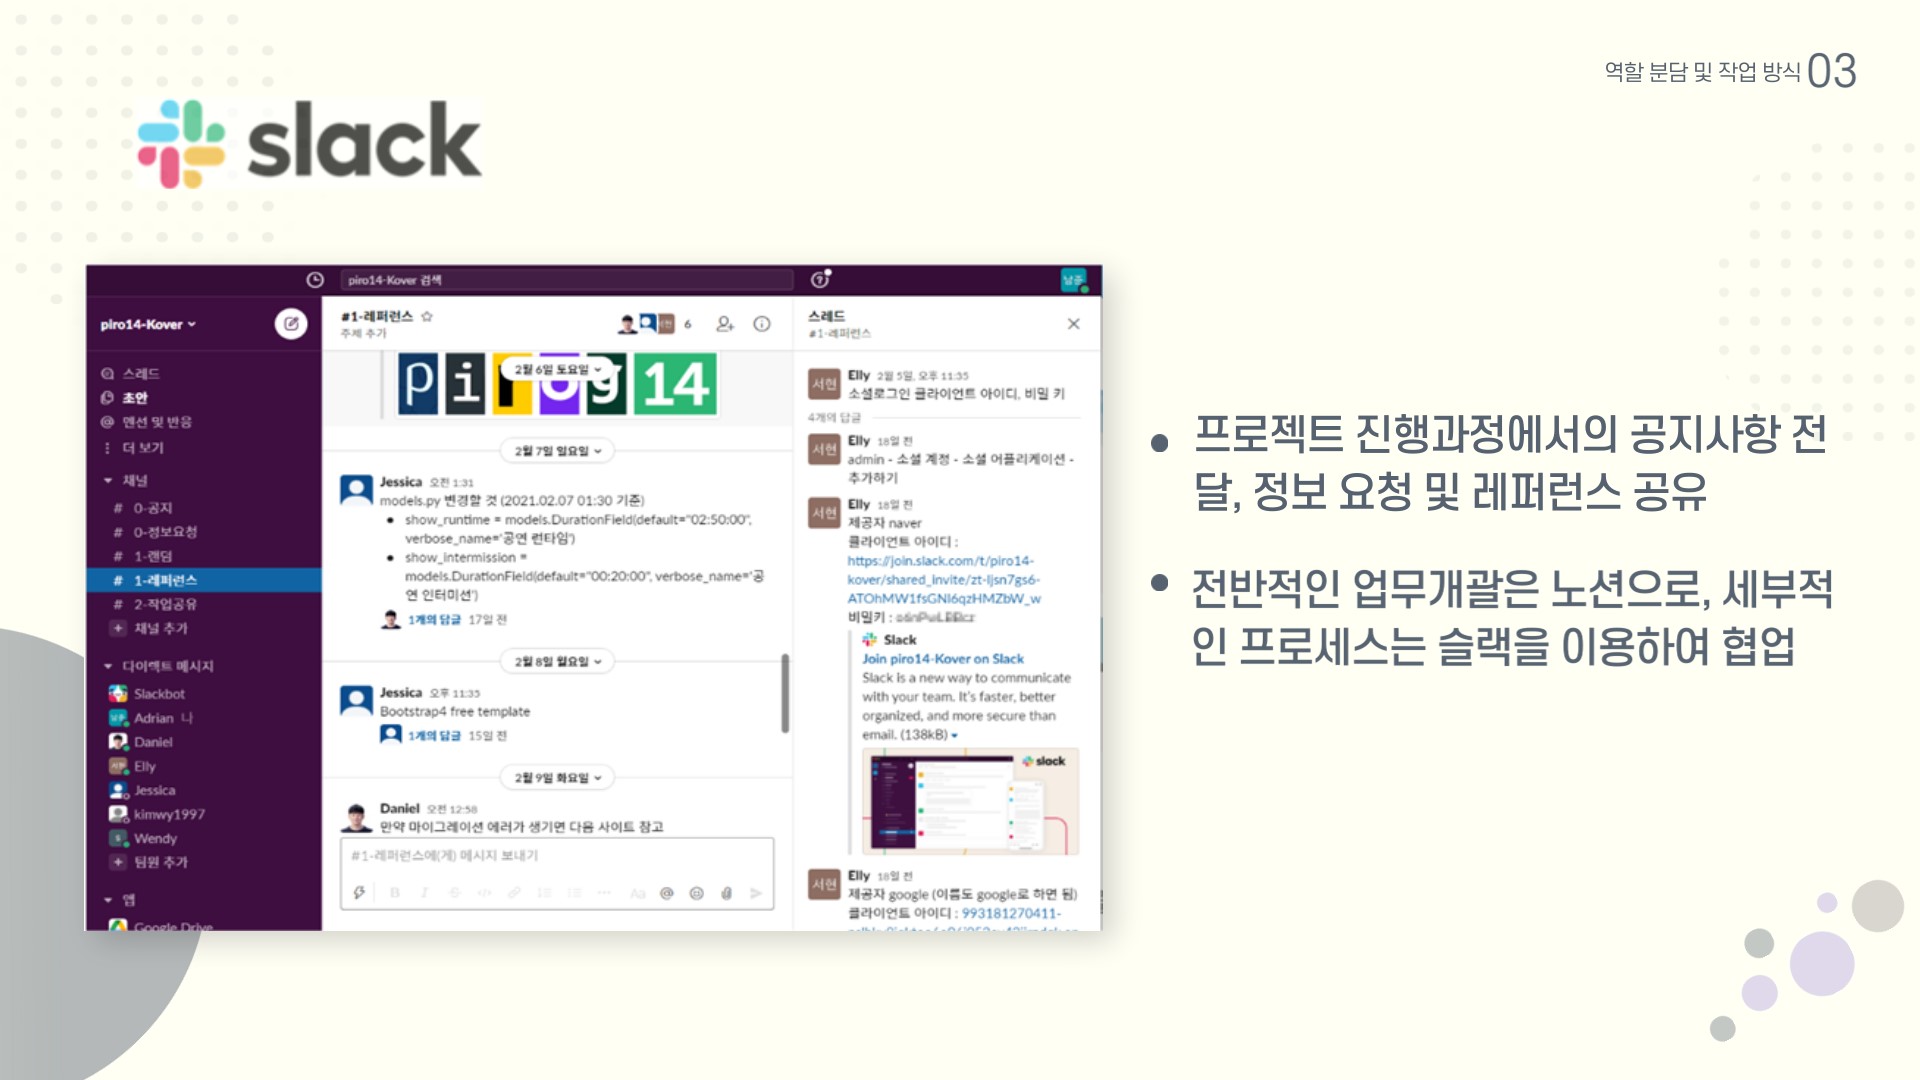 역할 분담 및 작업 방식 03
slack
piro14-Kover 검색
남준
piro14-Kover
스레드
초안
@ 멘션 및 반응
더 보기
채널
# 0-공지
# 0-정보요청
# 1-랜덤
# 1-레퍼런스
# 2-작업공유
+ 채널 추가
다이렉트 메시지
Slackbot
Adrian 나
Daniel
Elly
Jessica
kimwy1997
Wendy
+ 팀원 추가
앱
Google Drive
#1-레퍼런스
주제 추가
6
pirog14
2월 6일 토요일
2월 7일 일요일
Jessica 오전 1:31
models.py 변경할 것 (2021.02.07 01:30 기준)
• show_runtime = models.DurationField(default="02:50:00",
verbose_name='공연 런타임')
• show_intermission =
models.DurationField(default="00:20:00", verbose_name='공
연 인터미션')
1개의 답글 17일 전
2월 8일 월요일
Jessica 오후 11:35
Bootstrap4 free template
1개의 답글 15일 전
2월 9일 화요일
Daniel 오전 12:58
만약 마이그레이션 에러가 생기면 다음 사이트 참고
#1-레퍼런스에(게) 메시지 보내기
B I S </> Aa @
스레드
#1-레퍼런스
서현
Elly 2월 5일, 오후 11:35
소셜로그인 클라이언트 아이디, 비밀 키
4개의 답글
서현
Elly 18일 전
admin - 소셜 계정 - 소셜 어플리케이션 -
추가하기
서현
Elly 18일 전
제공자 naver
클라이언트 아이디 :
https://join.slack.com/t/piro14-
kover/shared_invite/zt-ljsn7gs6-
ATOhMW1fsGNl6qzHMZbW_w
비밀키 :
Slack
Join piro14-Kover on Slack
Slack is a new way to communicate
with your team. It's faster, better
organized, and more secure than
email. (138kB)
slack
서현
Elly 18일 전
제공자 google (이름도 google로 하면 됨)
클라이언트 아이디 : 993181270411-
• 프로젝트 진행과정에서의 공지사항 전
달, 정보 요청 및 레퍼런스 공유
• 전반적인 업무개괄은 노션으로, 세부적
인 프로세스는 슬랙을 이용하여 협업